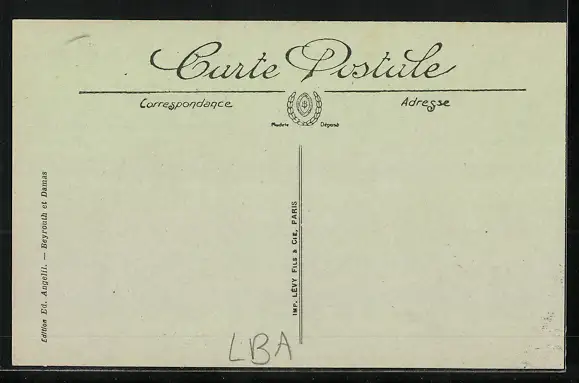 Carte Postale
Correspondance
Adresse
Modèle Déposé
Edition Ed. Angelil. — Beyrouth et Damas
IMP. LÉVY FILS & CIE, PARIS
LBA